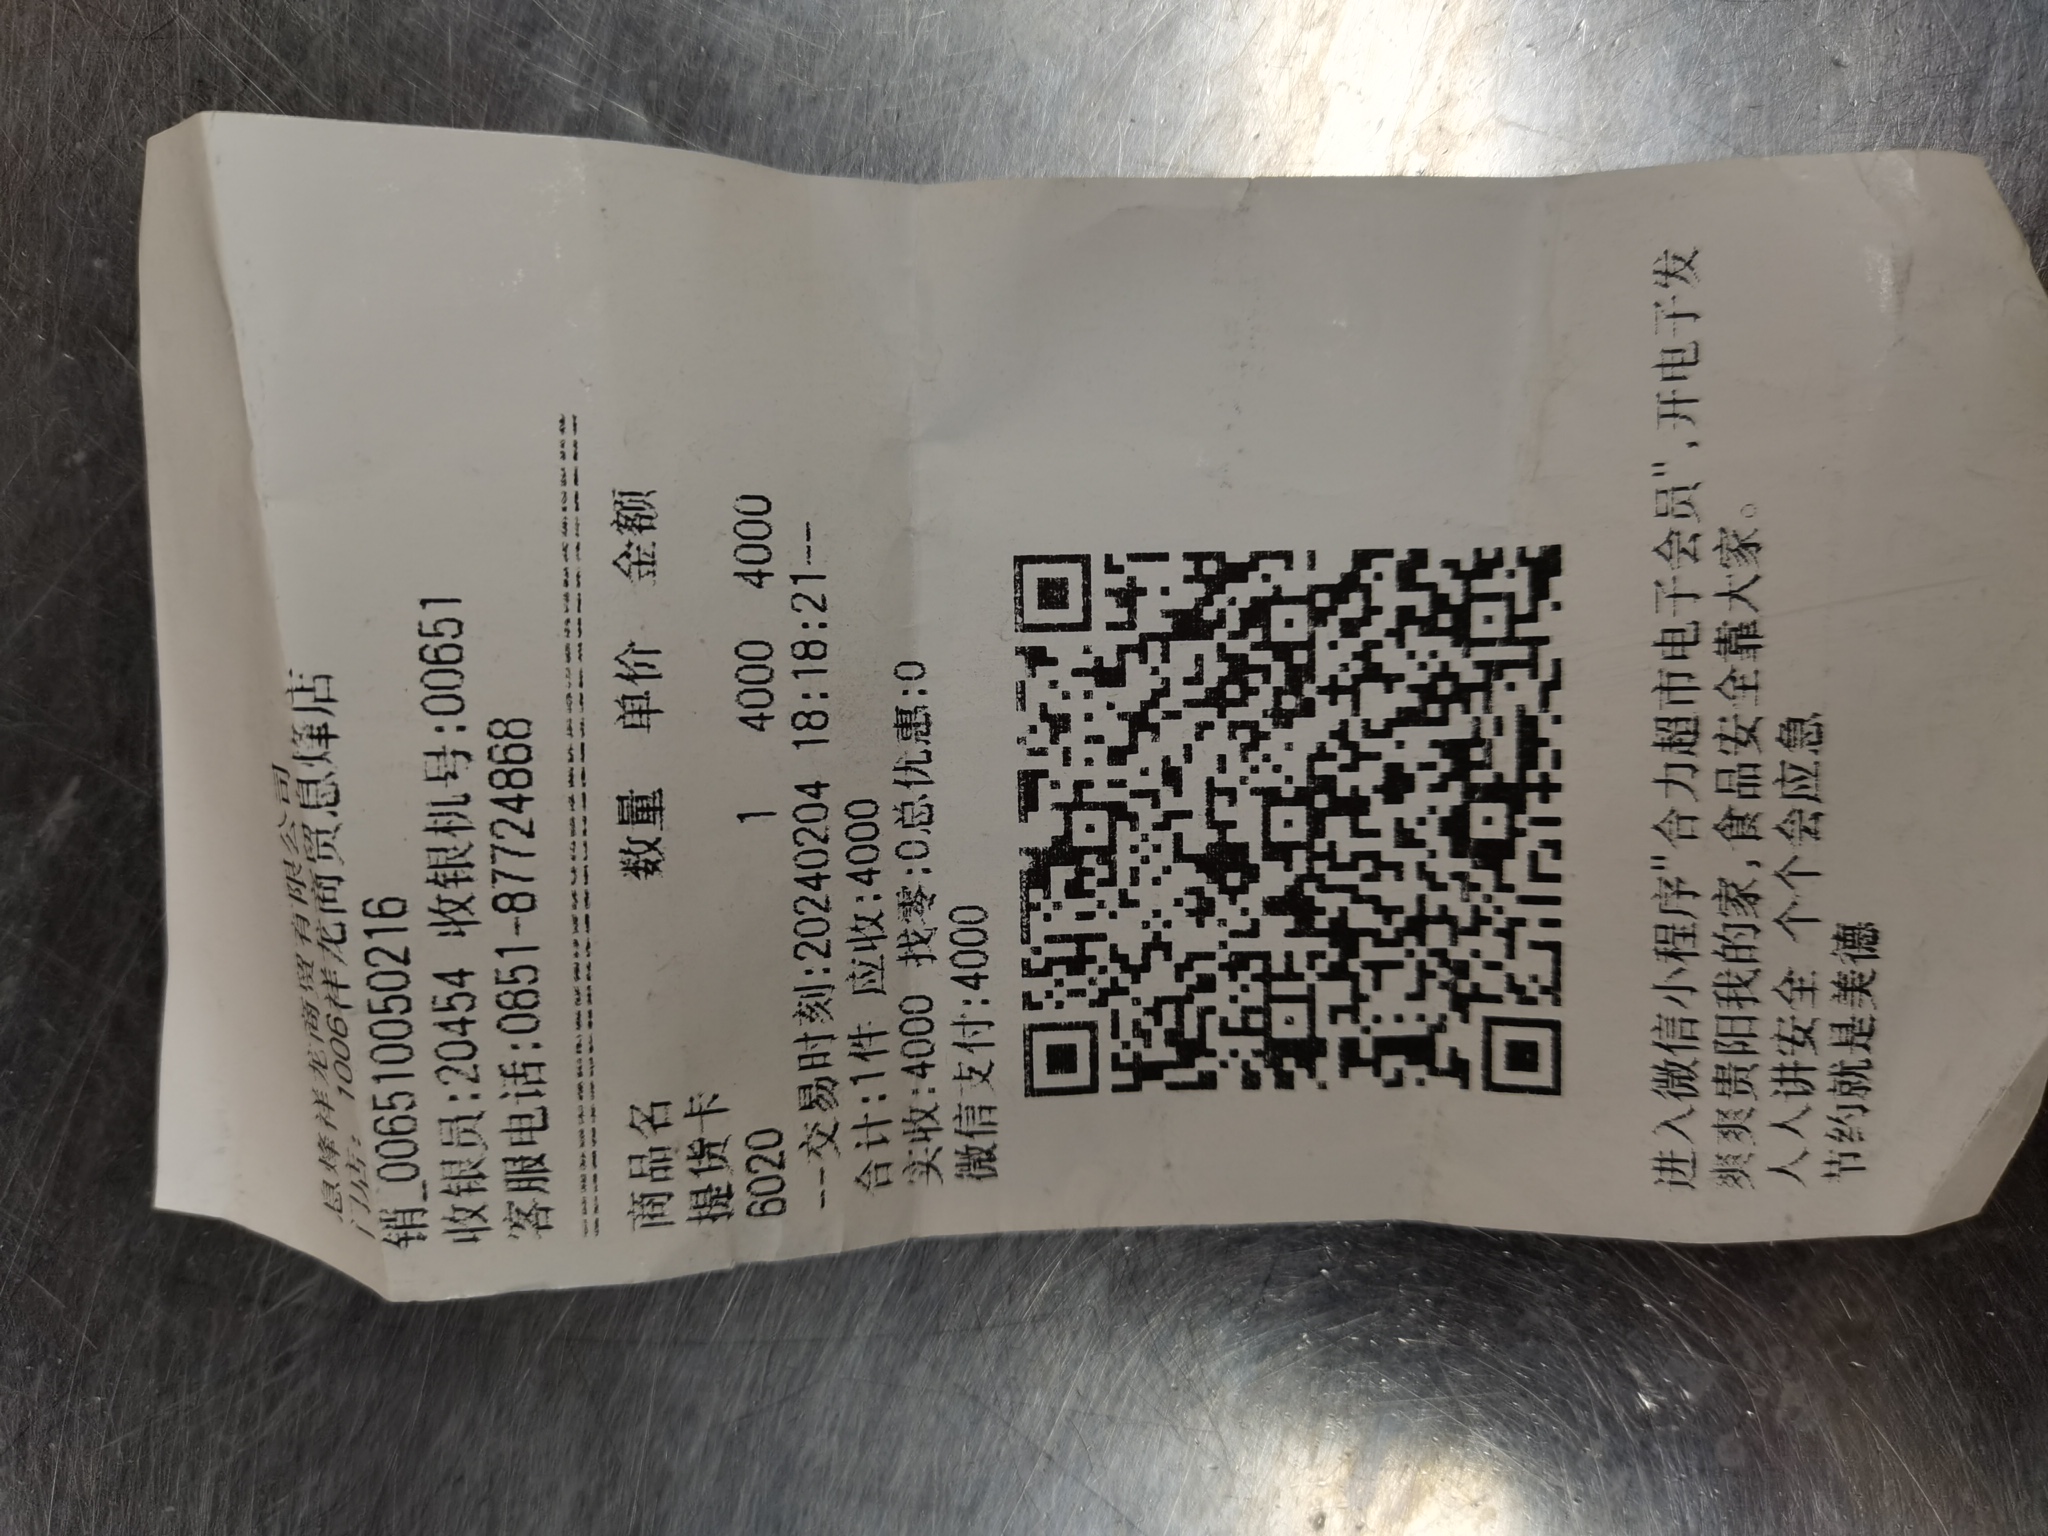 息烽祥龙商贸有限公司
门店: 1006祥龙商贸息烽店
销_006510050216
收银员:20454 收银机号:00651
客服电话:0851-87724868
商品名 数量 单价 金额
提货卡
6020 1 4000 4000
--交易时刻:20240204 18:18:21--
合计:1件 应收:4000
实收:4000 找零:0总优惠:0
微信支付:4000
进入微信小程序"合力超市电子会员",开电子发
爽爽贵阳我的家,食品安全靠大家。
人人讲安全 个个会应急
节约就是美德